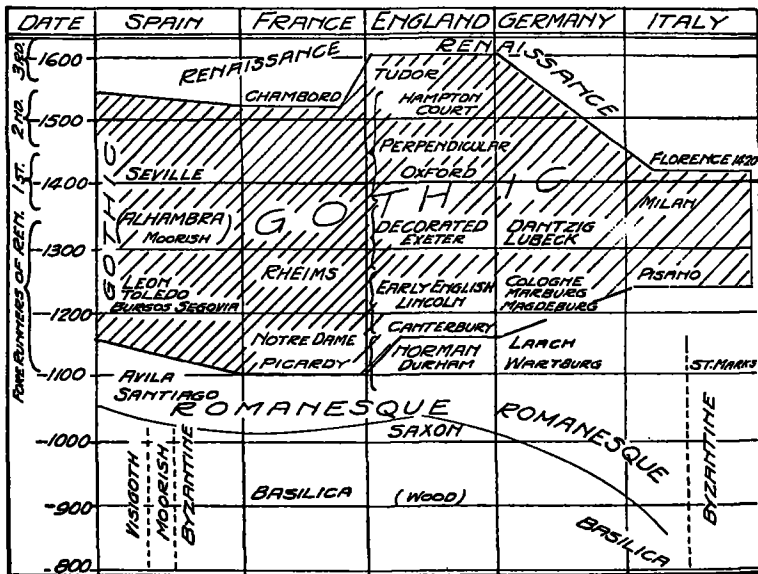 DATE SPAIN FRANCE ENGLAND GERMANY ITALY
3RD. 1600 RENAISSANCE RENAISSANCE
TUDOR
CHAMBORD HAMPTON
COURT
2ND. 1500
PERPENDICULAR
FLORENCE 1420
1ST. SEVILLE OXFORD
1400
GOTHIC GOTHIC MILAN
(ALHAMBRA
MOORISH) DECORATED DANTZIG
EXETER LUBECK
1300
FORE RUNNERS OF REN.
LEON RHEIMS EARLY ENGLISH COLOGNE PISANO
TOLEDO LINCOLN MARBURG
BURGOS SEGOVIA MAGDEBURG
1200
CANTERBURY
NOTRE DAME NORMAN LAACH
PICARDY DURHAM WARTBURG ST. MARKS
1100
AVILA
SANTIAGO
ROMANESQUE ROMANESQUE
SAXON
1000
VISIGOTH MOORISH BYZANTINE BYZANTINE
BASILICA (WOOD)
900
BASILICA
800